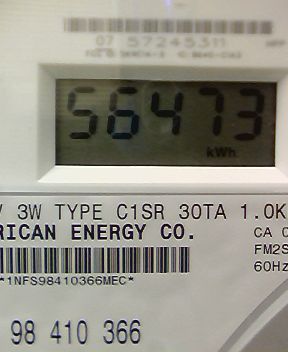 07 57245311
56473
kWh
V 3W TYPE C1SR 30TA 1.0K
RICAN ENERGY CO.
CA
FM2S
60Hz
*1NFS98410366MEC*
98 410 366